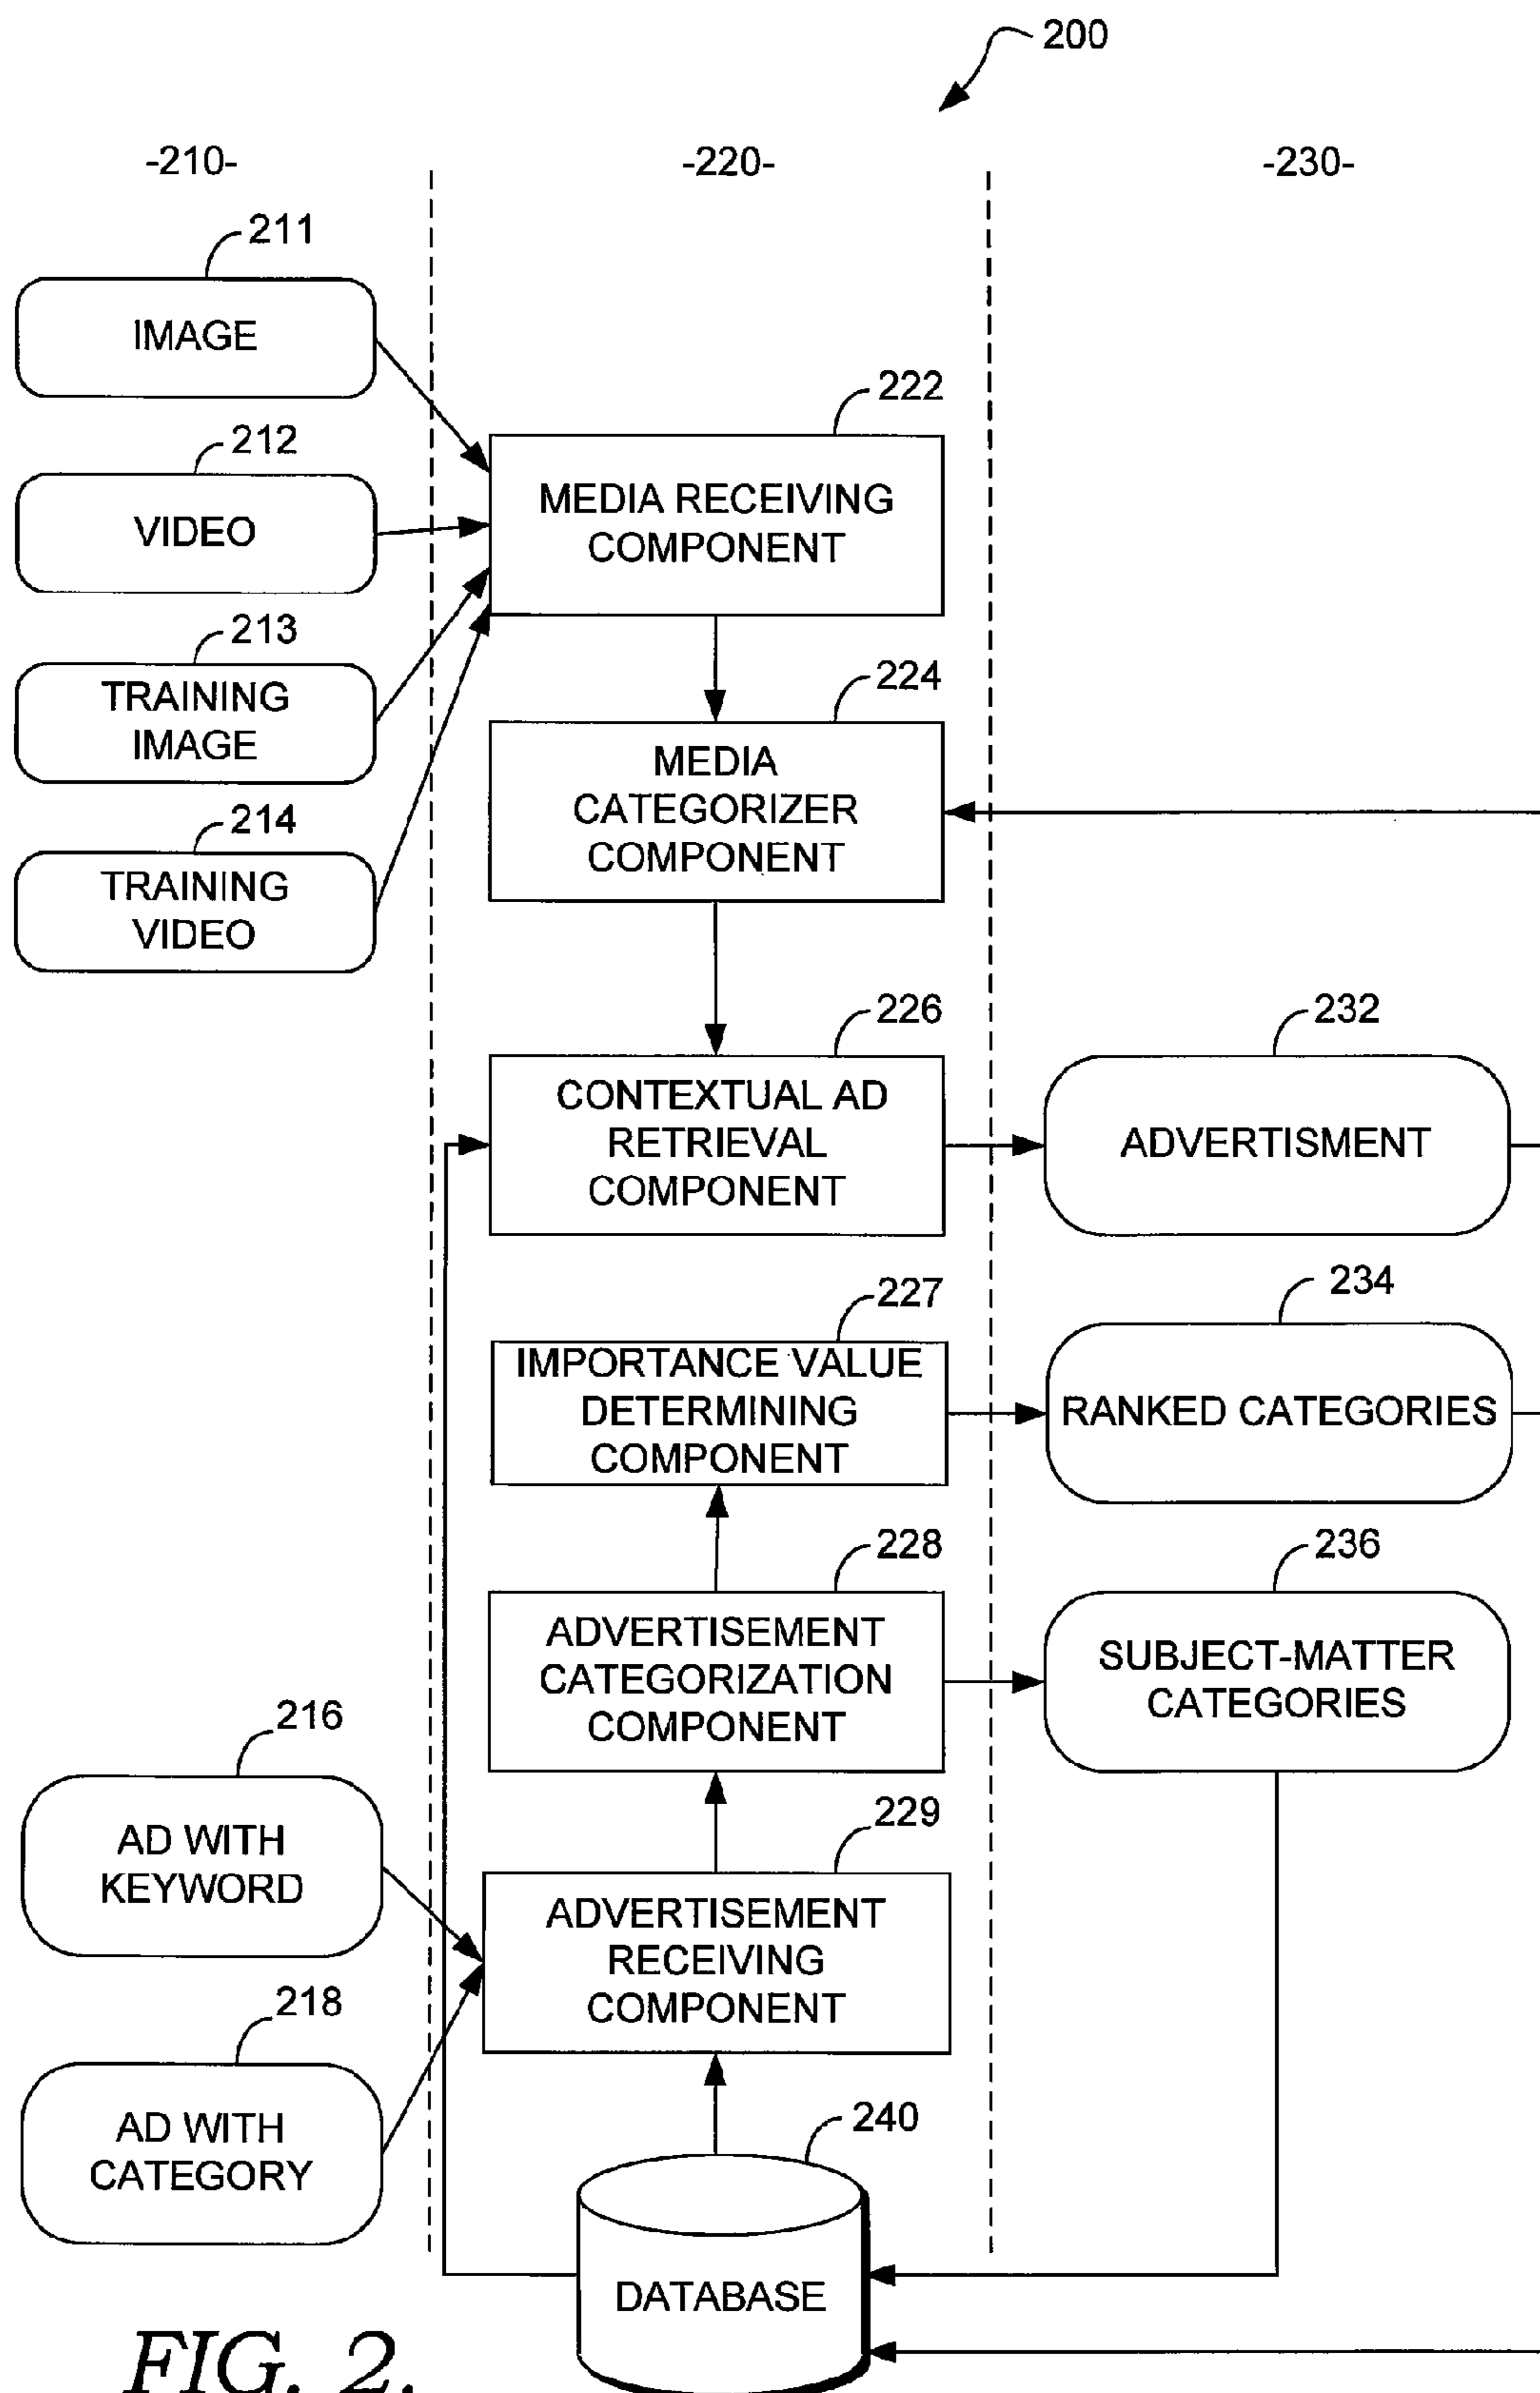 200
-210-
-220-
-230-
211
IMAGE
212
VIDEO
213
TRAINING
IMAGE
214
TRAINING
VIDEO
222
MEDIA RECEIVING
COMPONENT
224
MEDIA
CATEGORIZER
COMPONENT
226
CONTEXTUAL AD
RETRIEVAL
COMPONENT
232
ADVERTISMENT
227
IMPORTANCE VALUE
DETERMINING
COMPONENT
234
RANKED CATEGORIES
228
ADVERTISEMENT
CATEGORIZATION
COMPONENT
236
SUBJECT-MATTER
CATEGORIES
216
AD WITH
KEYWORD
229
ADVERTISEMENT
RECEIVING
COMPONENT
218
AD WITH
CATEGORY
240
DATABASE
FIG. 2.